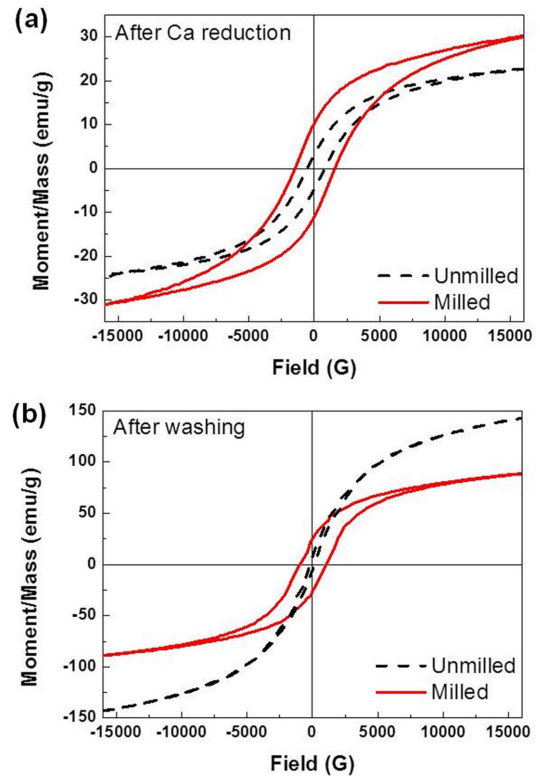 (a)
After Ca reduction
Moment/Mass (emu/g)
30
20
10
0
-10
-20
-30
Unmilled
Milled
-15000 -10000 -5000 0 5000 10000 15000
Field (G)
(b)
After washing
Moment/Mass (emu/g)
150
100
50
0
-50
-100
-150
Unmilled
Milled
-15000 -10000 -5000 0 5000 10000 15000
Field (G)